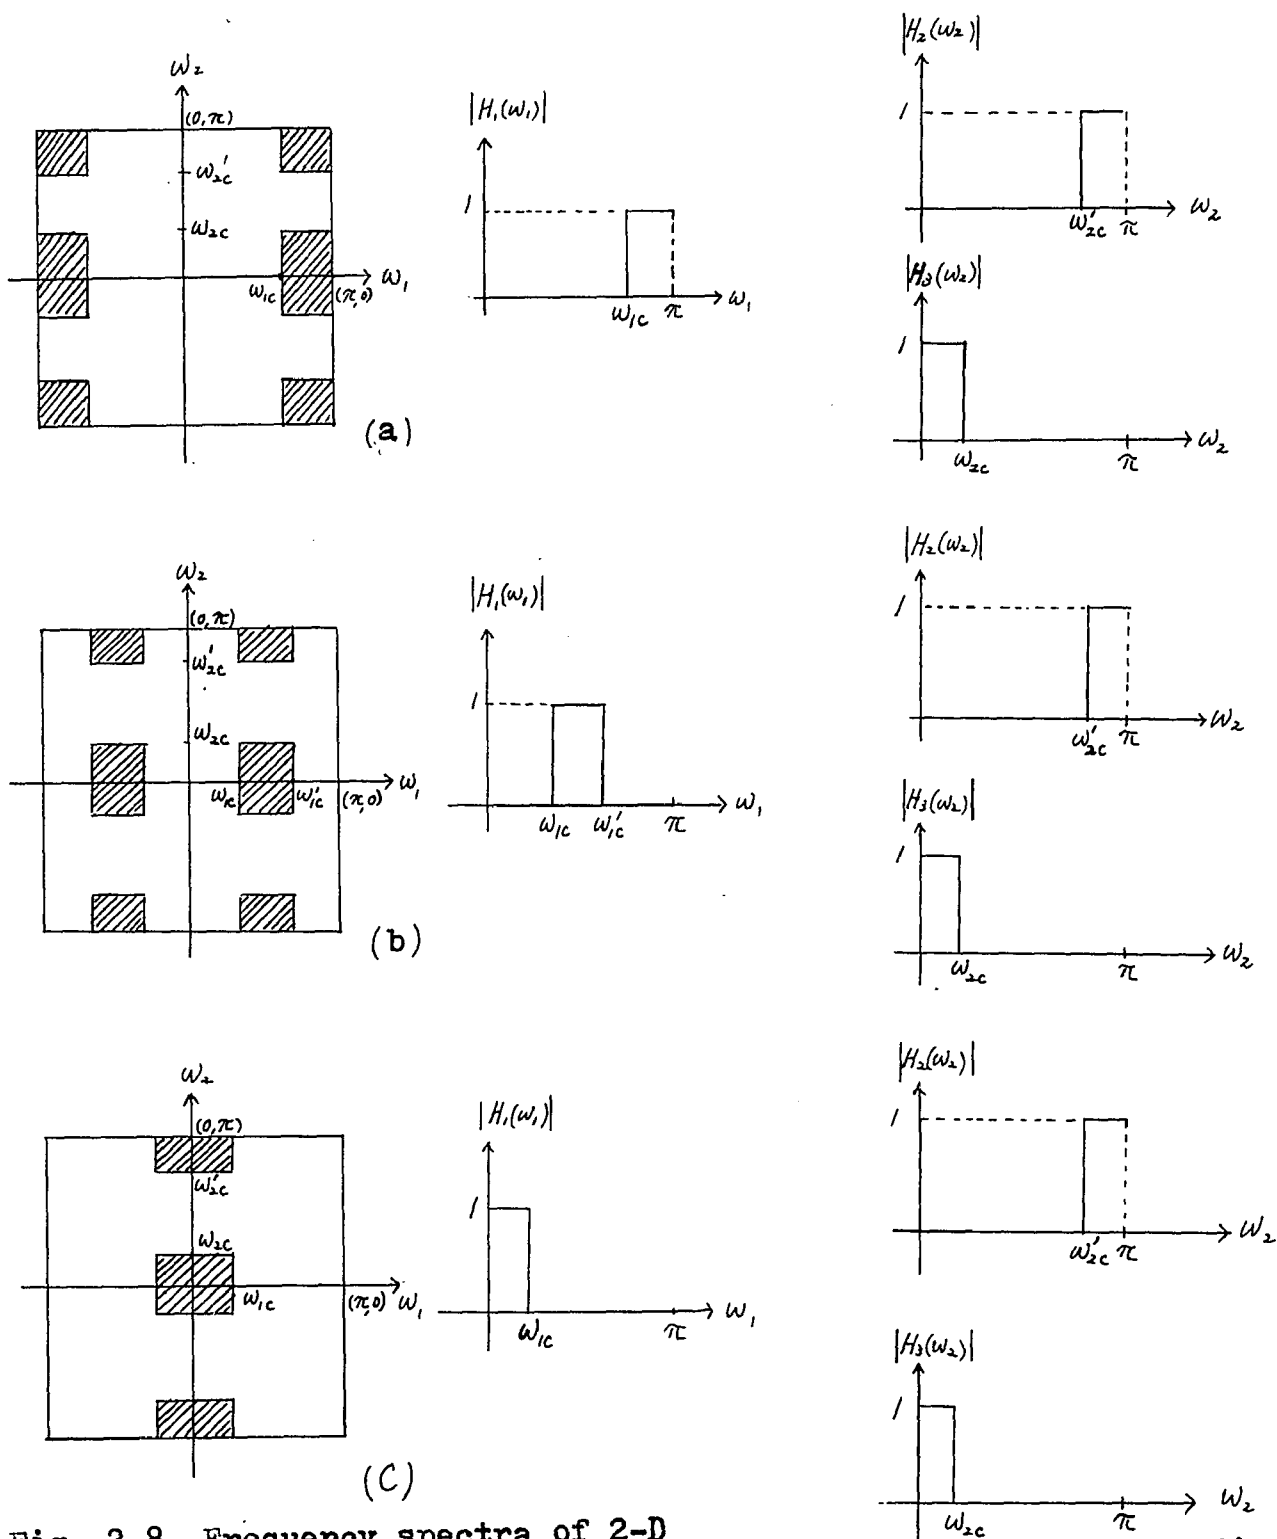 ω₂
(0,π)
ω₂c'
ω₂c
ω₁c
(π,0)
ω₁
(a)
|H₁(ω₁)|
1
ω₁c
π
ω₁
|H₂(ω₂)|
1
ω'₂c
π
ω₂
|H₃(ω₂)|
1
ω₂c
π
ω₂
ω₂
(0,π)
ω'₂c
ω₂c
ω₁c
ω'₁c
(π,0)
ω₁
(b)
|H₁(ω₁)|
1
ω₁c
ω'₁c
π
ω₁
|H₂(ω₂)|
1
ω'₂c
π
ω₂
|H₃(ω₂)|
1
ω₂c
π
ω₂
ω₂
(0,π)
ω'₂c
ω₂c
ω₁c
(π,0)
ω₁
(C)
|H₁(ω₁)|
1
ω₁c
π
ω₁
|H₂(ω₂)|
1
ω'₂c
π
ω₂
|H₃(ω₂)|
1
ω₂c
π
ω₂
Frequency spectra of 2-D